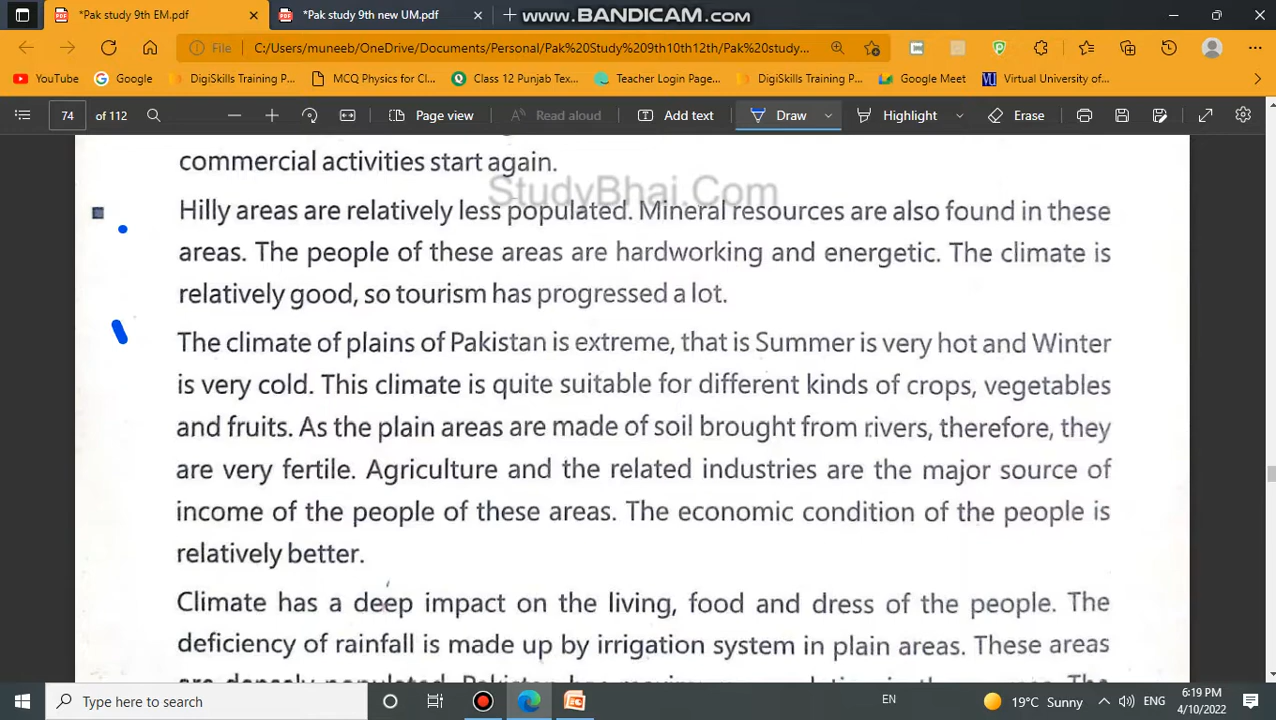 *Pak study 9th EM.pdf
*Pak study 9th new UM.pdf
www.BANDICAM.com
File
C:/Users/muneeb/OneDrive/Documents/Personal/Pak%20Study%209th10th12th/Pak%20study...
YouTube
Google
DigiSkills Training P...
MCQ Physics for Cl...
Class 12 Punjab Tex...
Teacher Login Page...
DigiSkills Training P...
Google Meet
VU
Virtual University of...
74
of 112
Page view
Read aloud
Add text
Draw
Highlight
Erase
commercial activities start again.
StudyBhai.Com
Hilly areas are relatively less populated. Mineral resources are also found in these
areas. The people of these areas are hardworking and energetic. The climate is
relatively good, so tourism has progressed a lot.
The climate of plains of Pakistan is extreme, that is Summer is very hot and Winter
is very cold. This climate is quite suitable for different kinds of crops, vegetables
and fruits. As the plain areas are made of soil brought from rivers, therefore, they
are very fertile. Agriculture and the related industries are the major source of
income of the people of these areas. The economic condition of the people is
relatively better.
Climate has a deep impact on the living, food and dress of the people. The
deficiency of rainfall is made up by irrigation system in plain areas. These areas
are densely populated. Pakistan has
Type here to search
EN
19°C Sunny
ENG
6:19 PM
4/10/2022